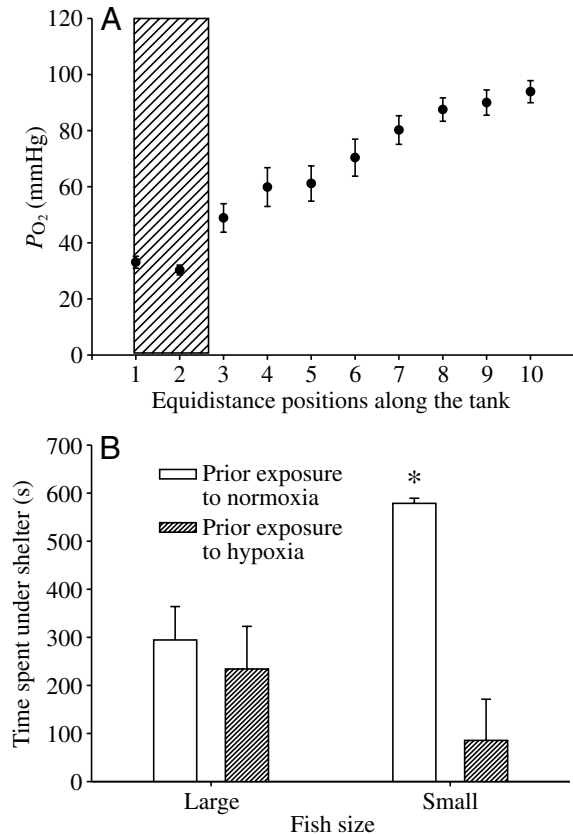 A
120
100
80
60
40
20
0
PO2 (mmHg)
1 2 3 4 5 6 7 8 9 10
Equidistance positions along the tank
B
700
600
500
400
300
200
100
0
Time spent under shelter (s)
Prior exposure
to normoxia
Prior exposure
to hypoxia
*
Large Small
Fish size